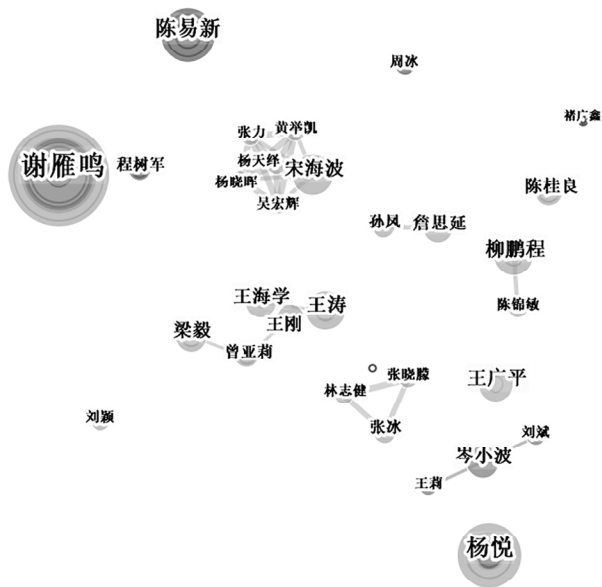 陈易新
周冰
褚广鑫
张力
黄举凯
谢雁鸣
程树军
杨天绎
宋海波
杨晓晖
吴宏辉
陈桂良
孙凤
詹思延
柳鹏程
王海学
王涛
陈锦敏
王刚
梁毅
曾亚莉
张晓朦
王广平
林志健
刘颖
张冰
刘斌
岑小波
王莉
杨悦